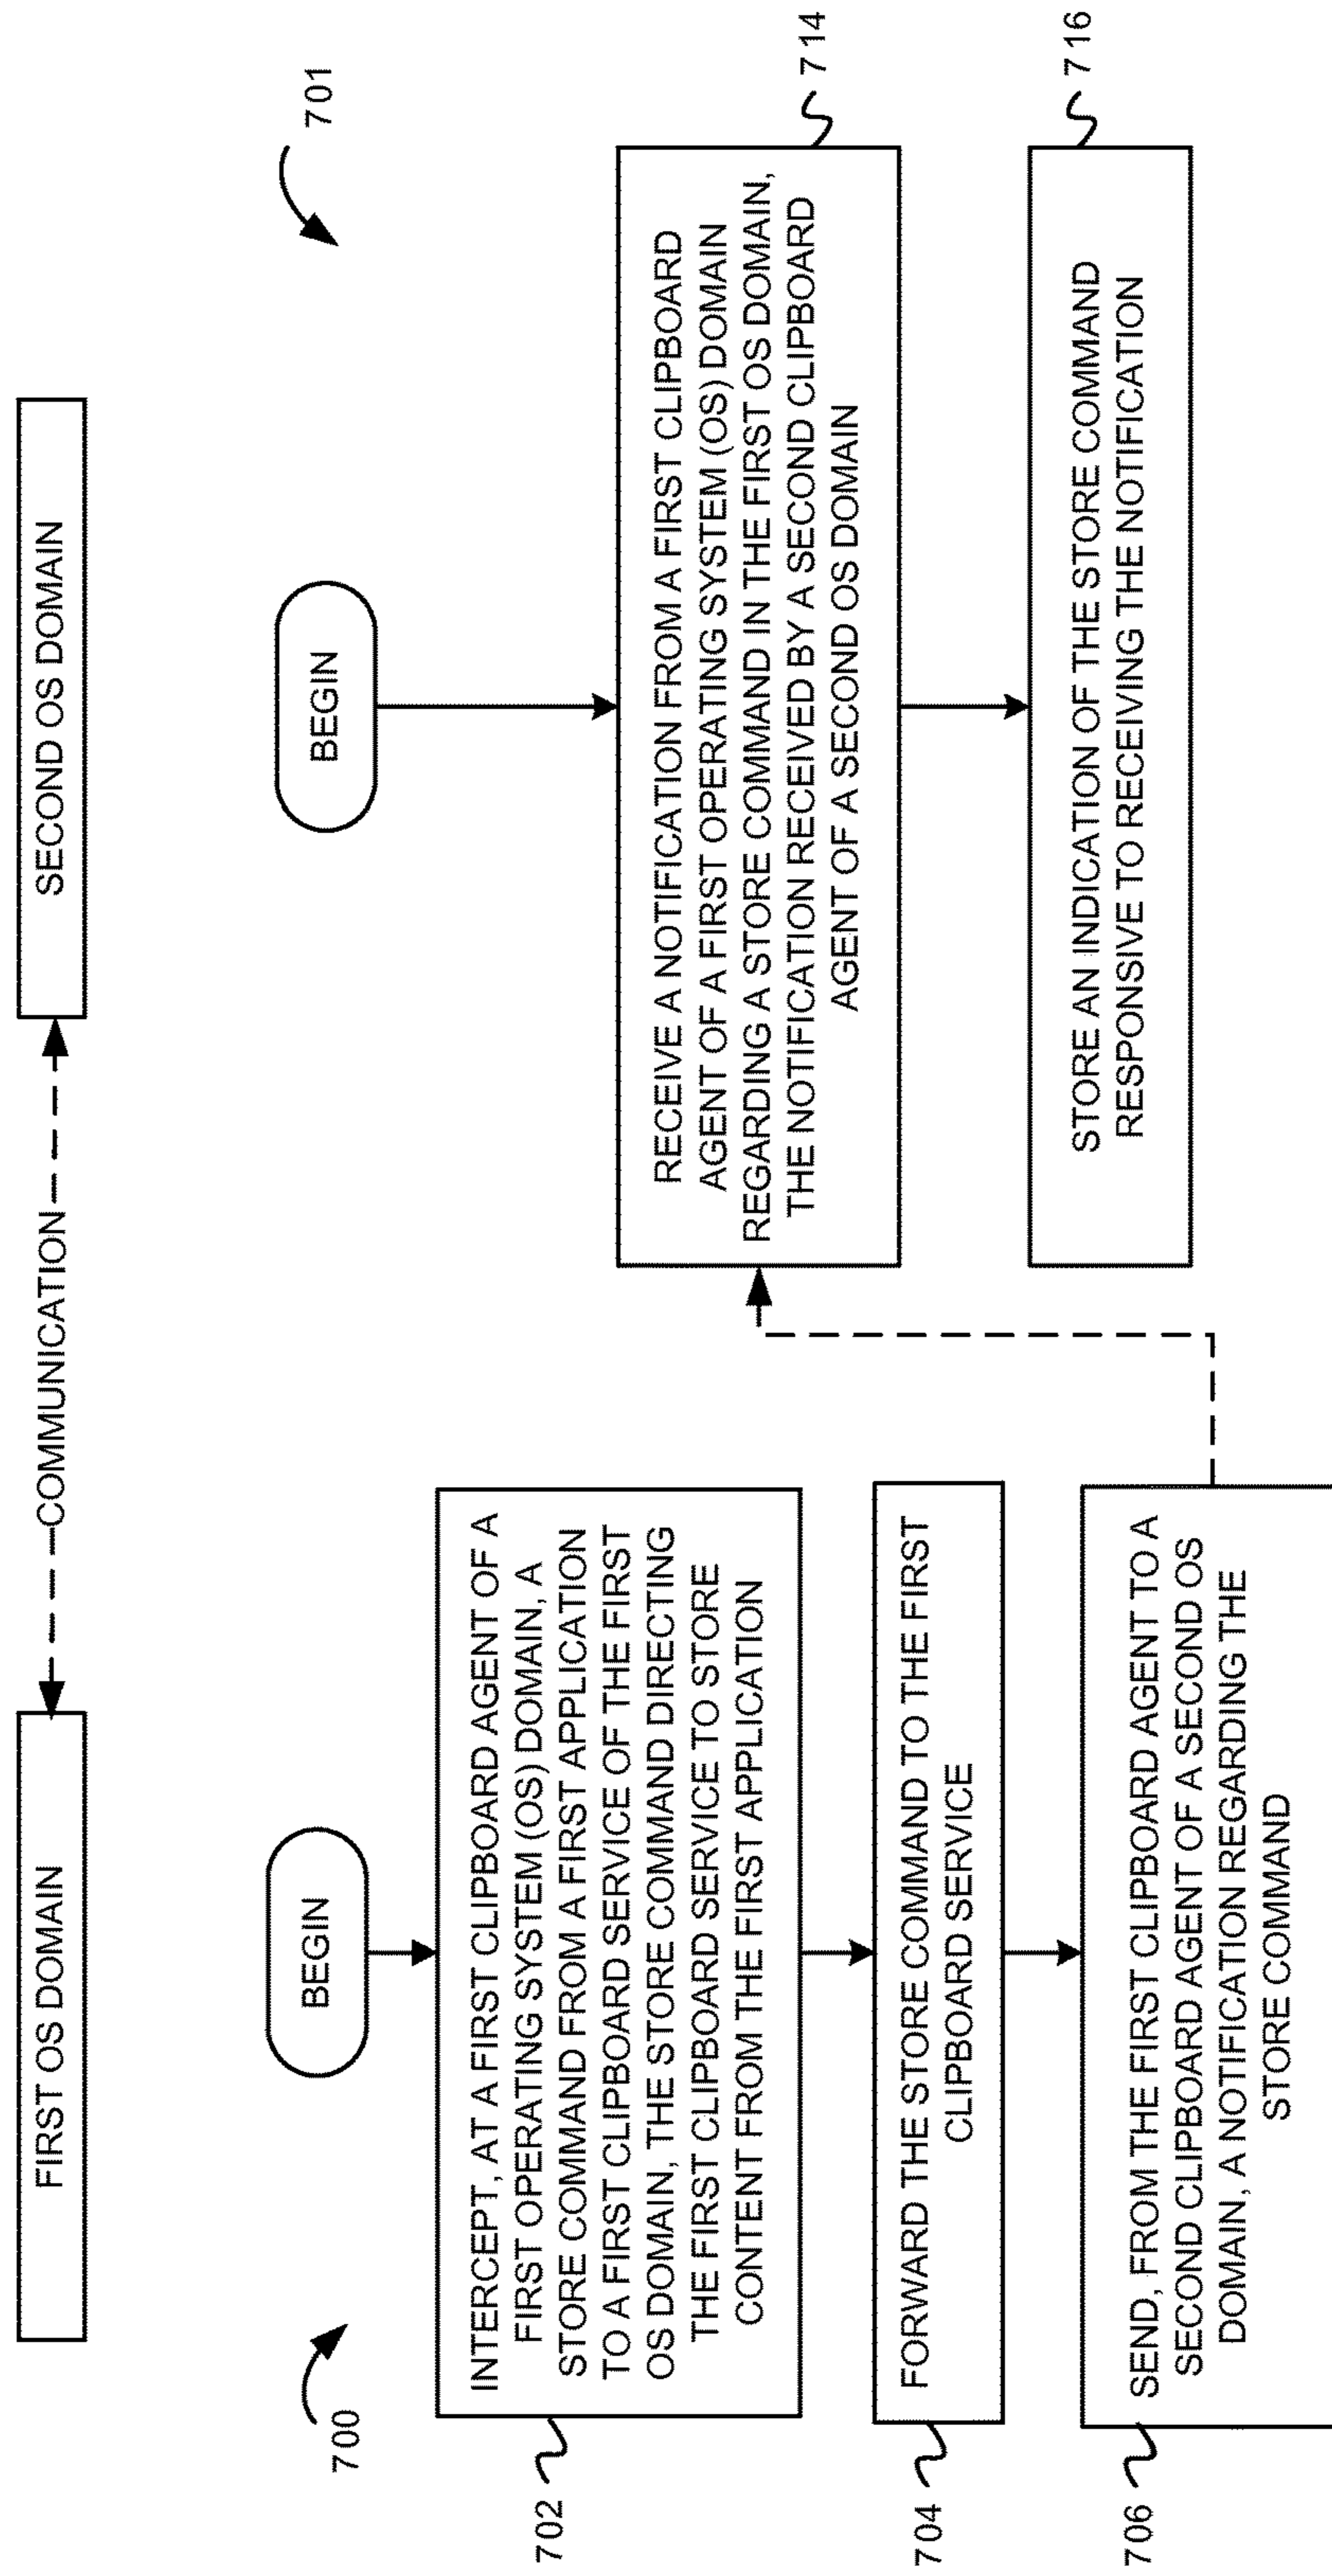 FIRST OS DOMAIN
COMMUNICATION
SECOND OS DOMAIN
700
BEGIN
702
INTERCEPT, AT A FIRST CLIPBOARD AGENT OF A
FIRST OPERATING SYSTEM (OS) DOMAIN, A
STORE COMMAND FROM A FIRST APPLICATION
TO A FIRST CLIPBOARD SERVICE OF THE FIRST
OS DOMAIN, THE STORE COMMAND DIRECTING
THE FIRST CLIPBOARD SERVICE TO STORE
CONTENT FROM THE FIRST APPLICATION
704
FORWARD THE STORE COMMAND TO THE FIRST
CLIPBOARD SERVICE
706
SEND, FROM THE FIRST CLIPBOARD AGENT TO A
SECOND CLIPBOARD AGENT OF A SECOND OS
DOMAIN, A NOTIFICATION REGARDING THE
STORE COMMAND
701
BEGIN
RECEIVE A NOTIFICATION FROM A FIRST CLIPBOARD
AGENT OF A FIRST OPERATING SYSTEM (OS) DOMAIN
REGARDING A STORE COMMAND IN THE FIRST OS DOMAIN,
THE NOTIFICATION RECEIVED BY A SECOND CLIPBOARD
AGENT OF A SECOND OS DOMAIN
714
STORE AN INDICATION OF THE STORE COMMAND
RESPONSIVE TO RECEIVING THE NOTIFICATION
716